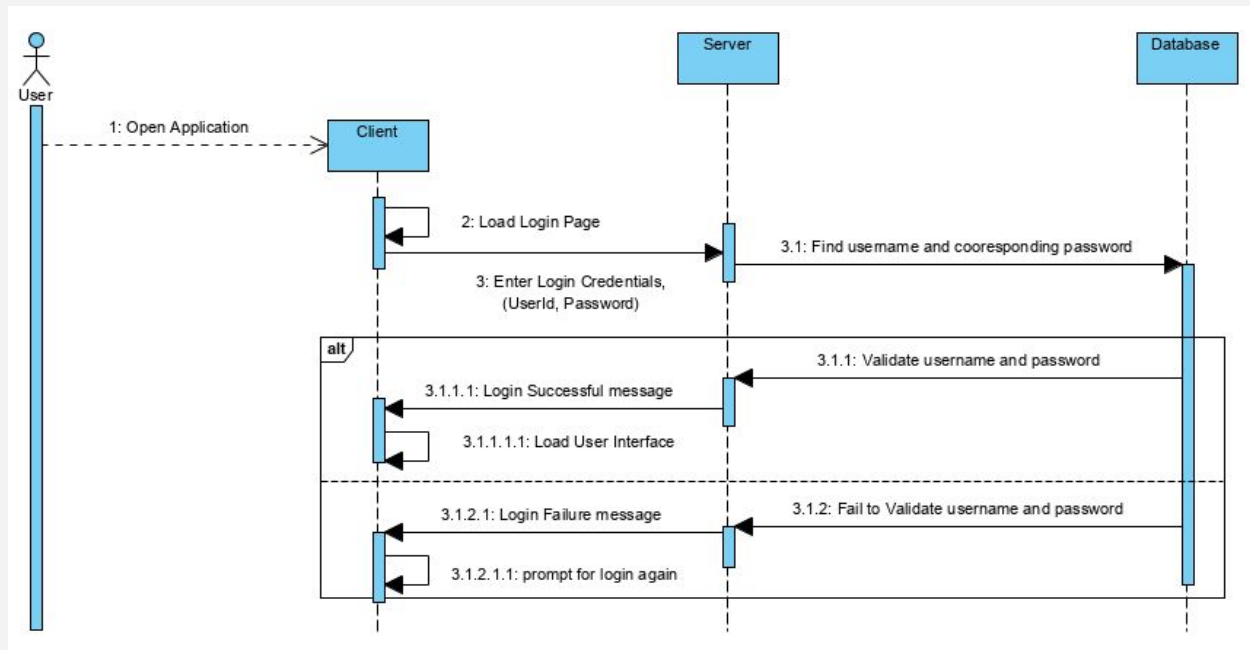 Server
Database
User
1: Open Application
Client
2: Load Login Page
3.1: Find username and cooresponding password
3: Enter Login Credentials,
(UserId, Password)
alt
3.1.1: Validate username and password
3.1.1.1: Login Successful message
3.1.1.1.1: Load User Interface
3.1.2: Fail to Validate username and password
3.1.2.1: Login Failure message
3.1.2.1.1: prompt for login again